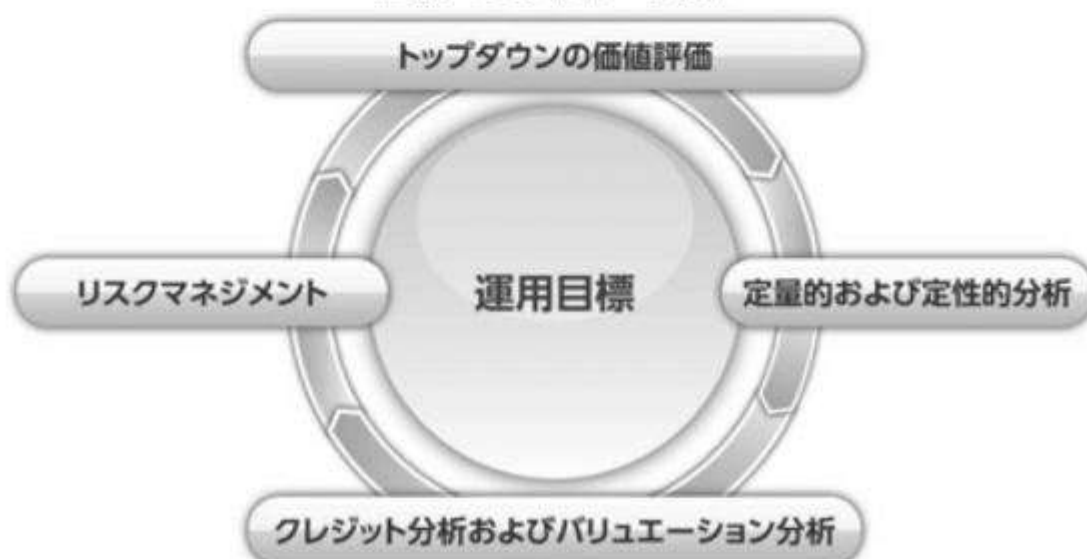 トップダウンの価値評価
リスクマネジメント
運用目標
定量的および定性的分析
クレジット分析およびバリュエーション分析